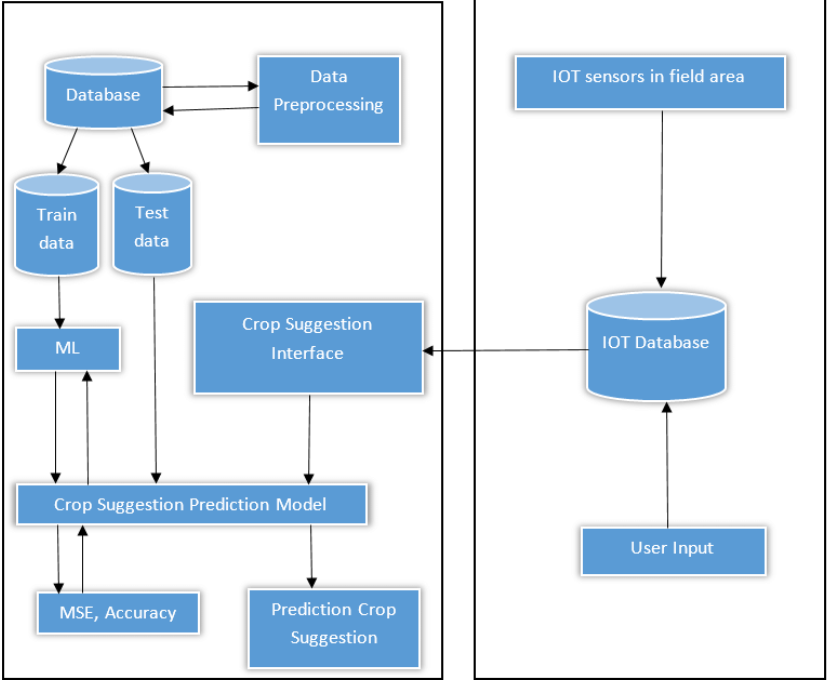 Database
Data
Preprocessing
Train
data
Test
data
ML
Crop Suggestion
Interface
Crop Suggestion Prediction Model
MSE, Accuracy
Prediction Crop
Suggestion
IOT sensors in field area
IOT Database
User Input